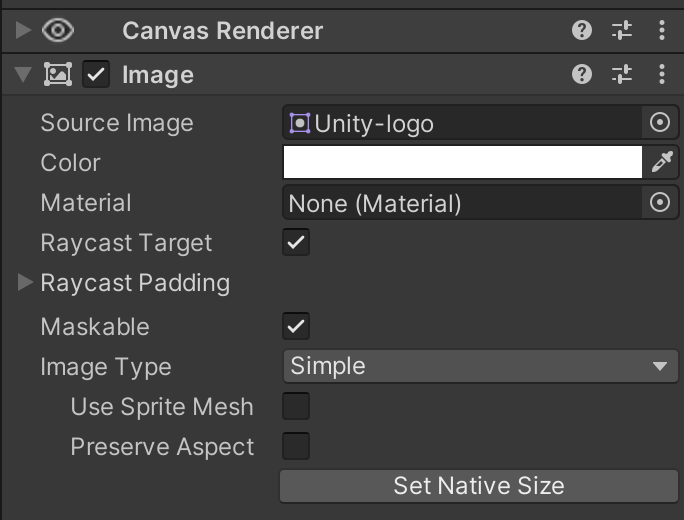 Canvas Renderer
Image
Source Image Unity-logo
Color
Material None (Material)
Raycast Target
Raycast Padding
Maskable
Image Type Simple
Use Sprite Mesh
Preserve Aspect
Set Native Size